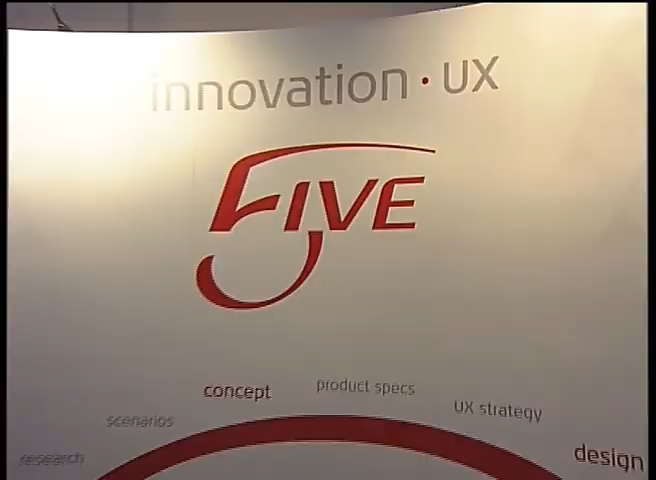 innovation · UX
FIVE
concept
product specs
scenarios
UX strategy
research
design